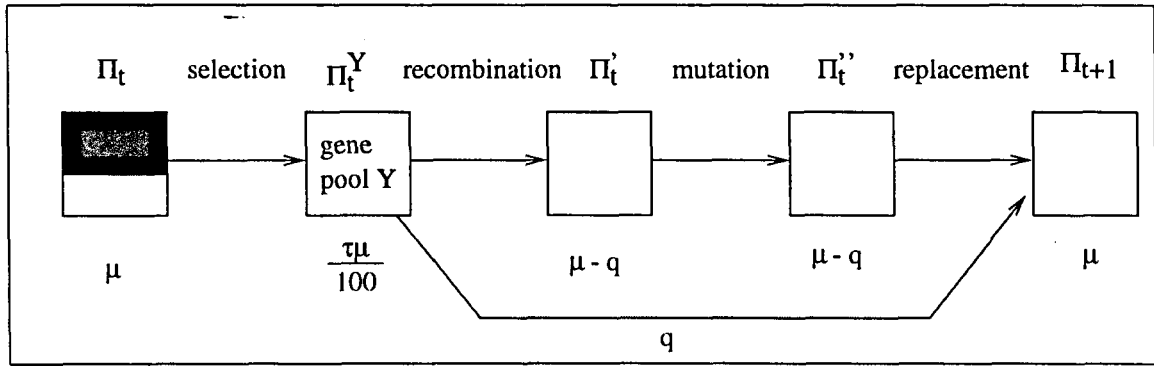 Π_t selection Π_t^Y recombination Π_t' mutation Π_t'' replacement Π_{t+1}
gene
pool Y
μ τμ/100 μ - q μ - q μ
q